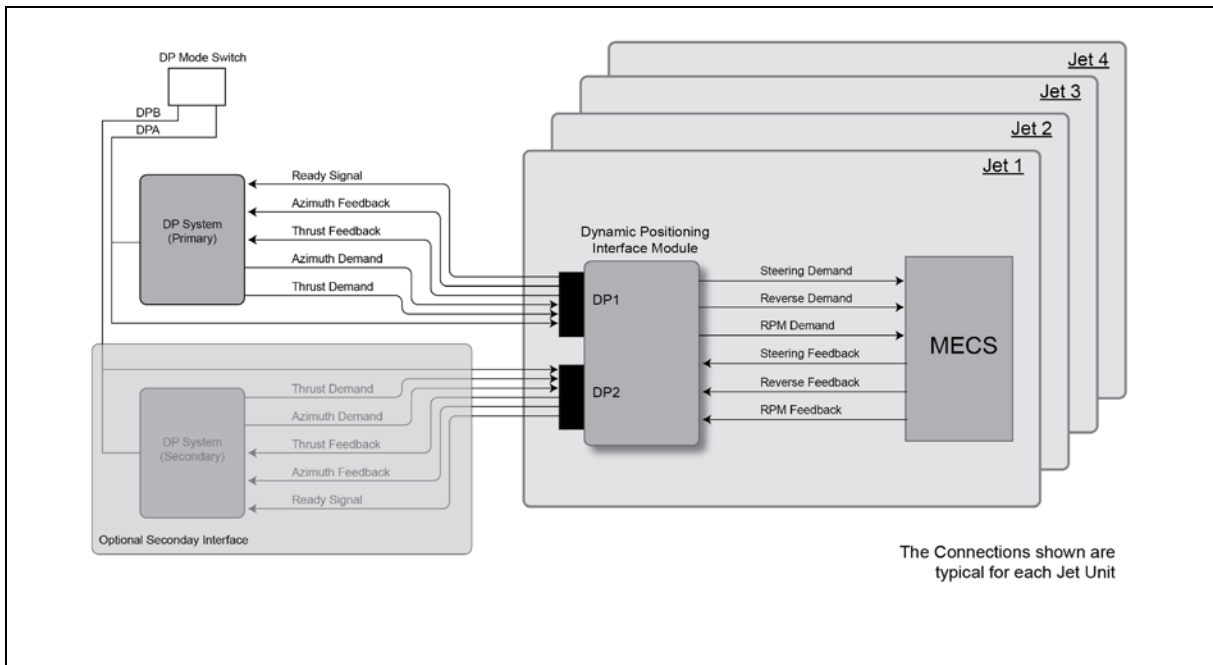 DP Mode Switch
DPB
DPA
DP System
(Primary)
Ready Signal
Azimuth Feedback
Thrust Feedback
Azimuth Demand
Thrust Demand
DP System
(Secondary)
Thrust Demand
Azimuth Demand
Thrust Feedback
Azimuth Feedback
Ready Signal
Optional Seconday Interface
Jet 4
Jet 3
Jet 2
Jet 1
Dynamic Positioning
Interface Module
DP1
DP2
Steering Demand
Reverse Demand
RPM Demand
Steering Feedback
Reverse Feedback
RPM Feedback
MECS
The Connections shown are
typical for each Jet Unit